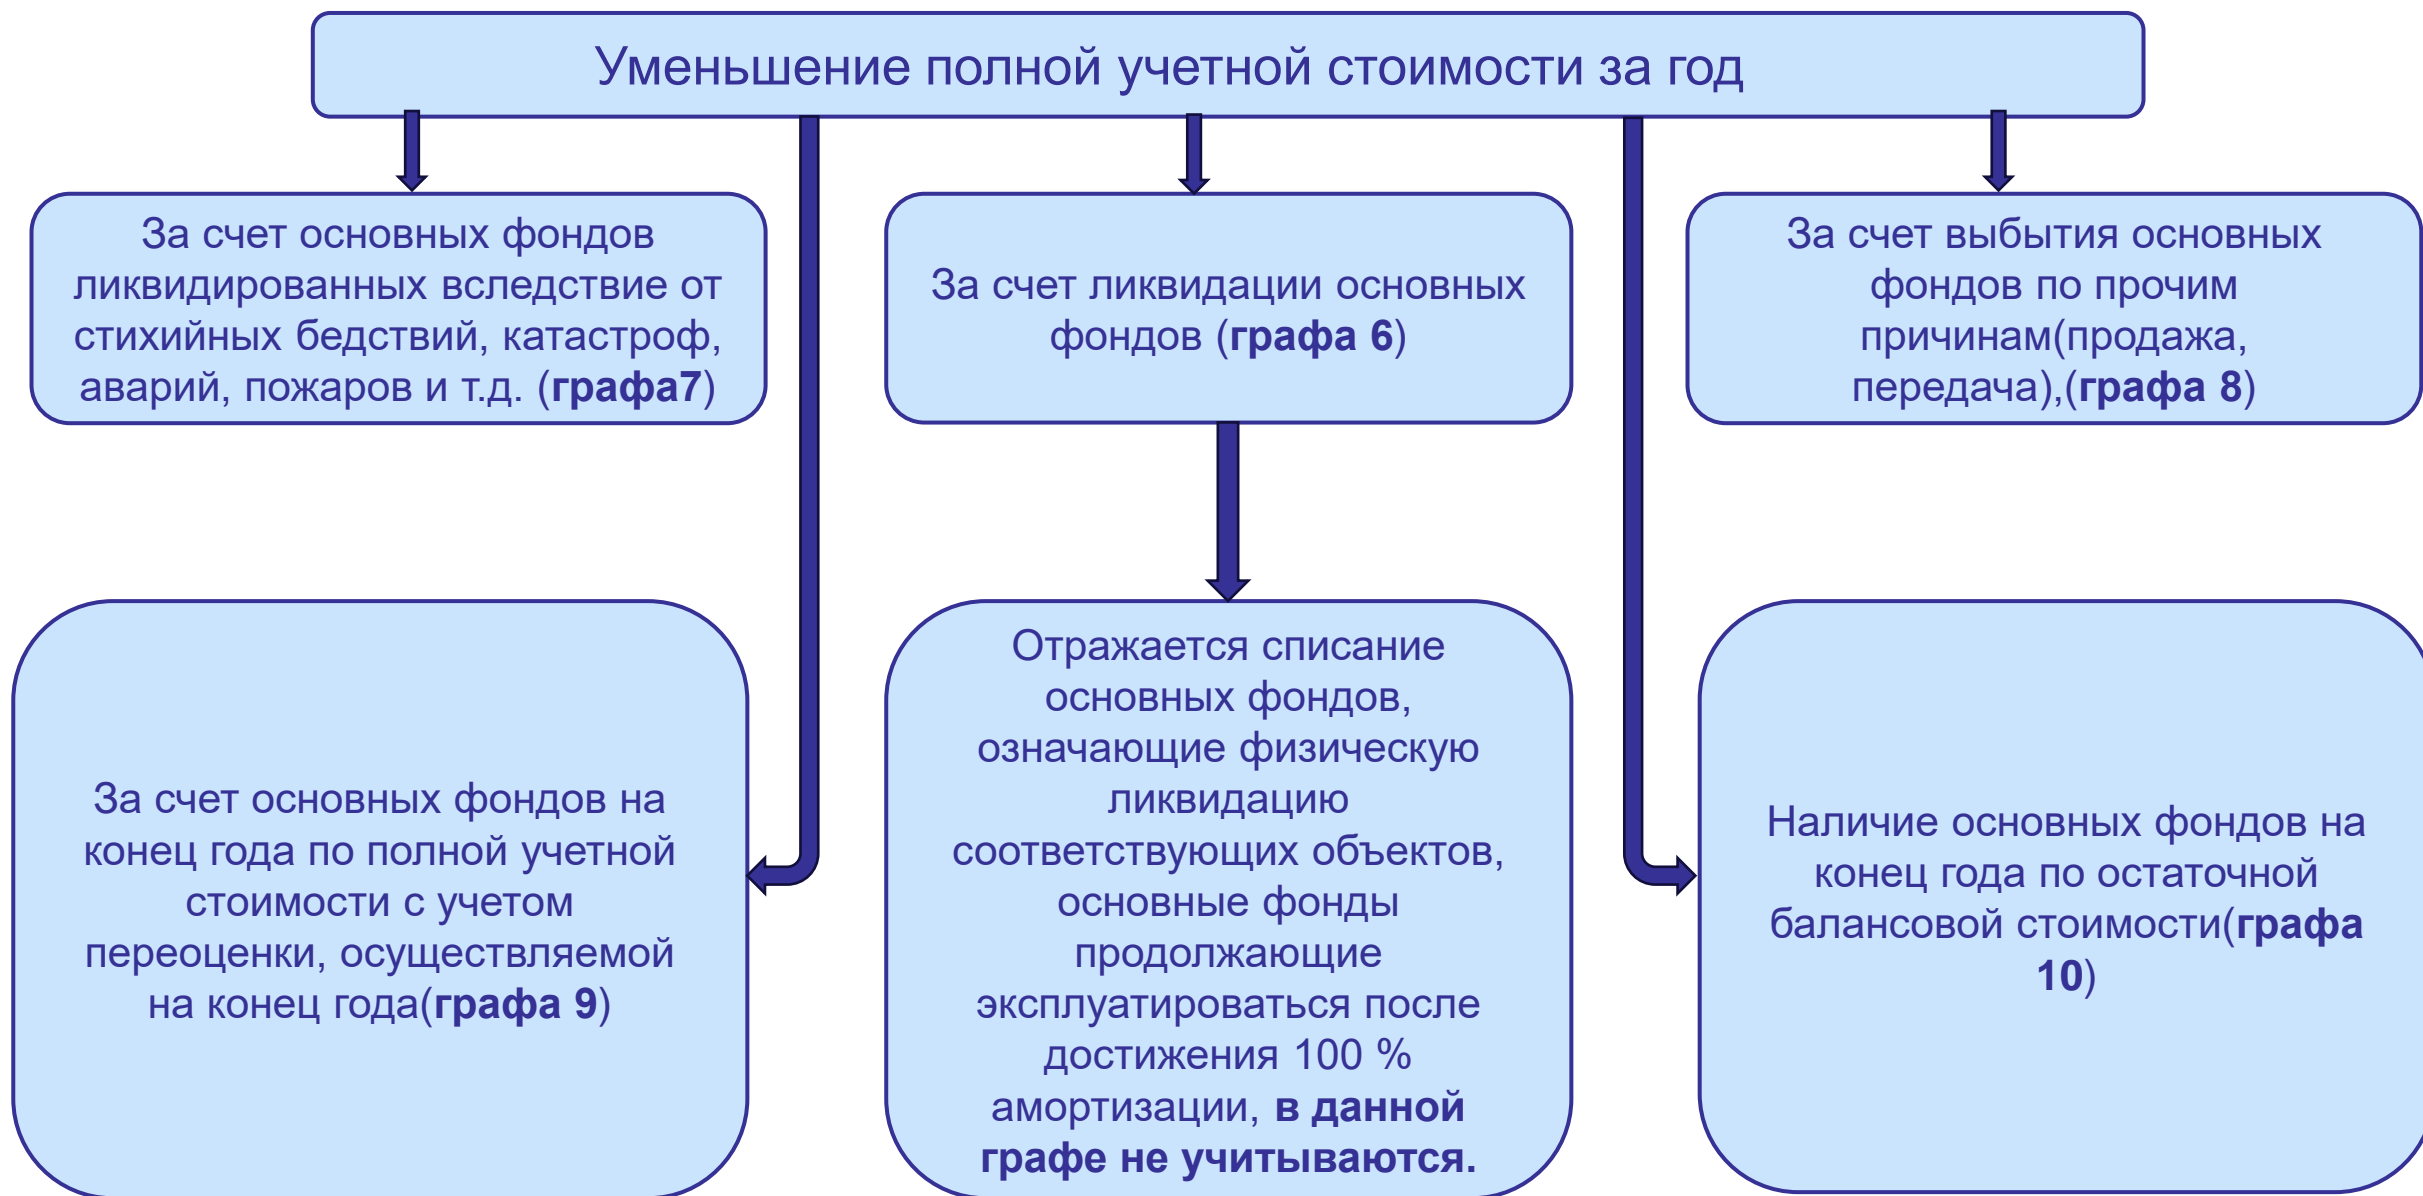 Уменьшение полной учетной стоимости за год
За счет основных фондов
ликвидированных вследствие от
стихийных бедствий, катастроф,
аварий, пожаров и т.д. (графа7)
За счет ликвидации основных
фондов (графа 6)
За счет выбытия основных
фондов по прочим
причинам(продажа,
передача),(графа 8)
За счет основных фондов на
конец года по полной учетной
стоимости с учетом
переоценки, осуществляемой
на конец года(графа 9)
Отражается списание
основных фондов,
означающие физическую
ликвидацию
соответствующих объектов,
основные фонды
продолжающие
эксплуатироваться после
достижения 100 %
амортизации, в данной
графе не учитываются.
Наличие основных фондов на
конец года по остаточной
балансовой стоимости(графа
10)